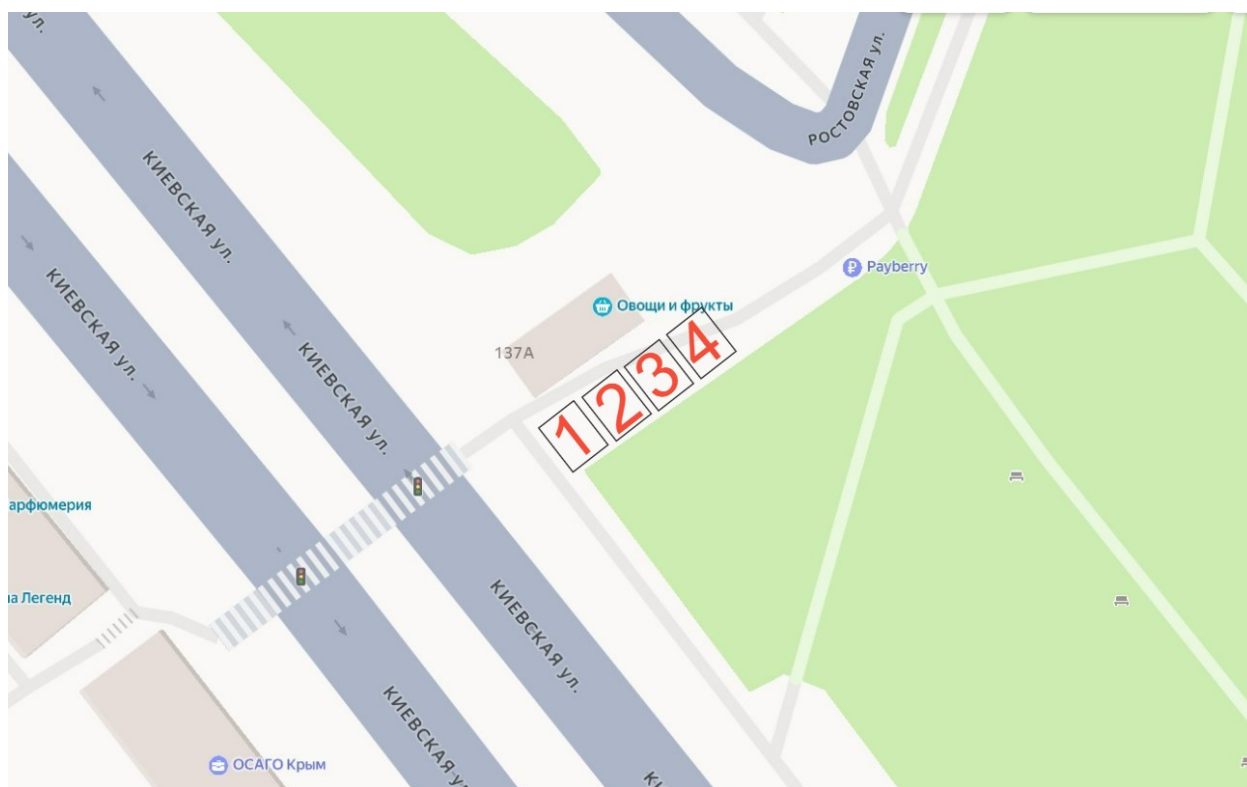 ул.
РОСТОВСКАЯ ул.
КИЕВСКАЯ ул.
КИЕВСКАЯ ул.
Payberry
Овощи и фрукты
137А
КИЕВСКАЯ ул.
1 2 3 4
арфюмерия
на Легенд
КИЕВСКАЯ ул.
КИЕВСКАЯ ул.
ОСАГО Крым